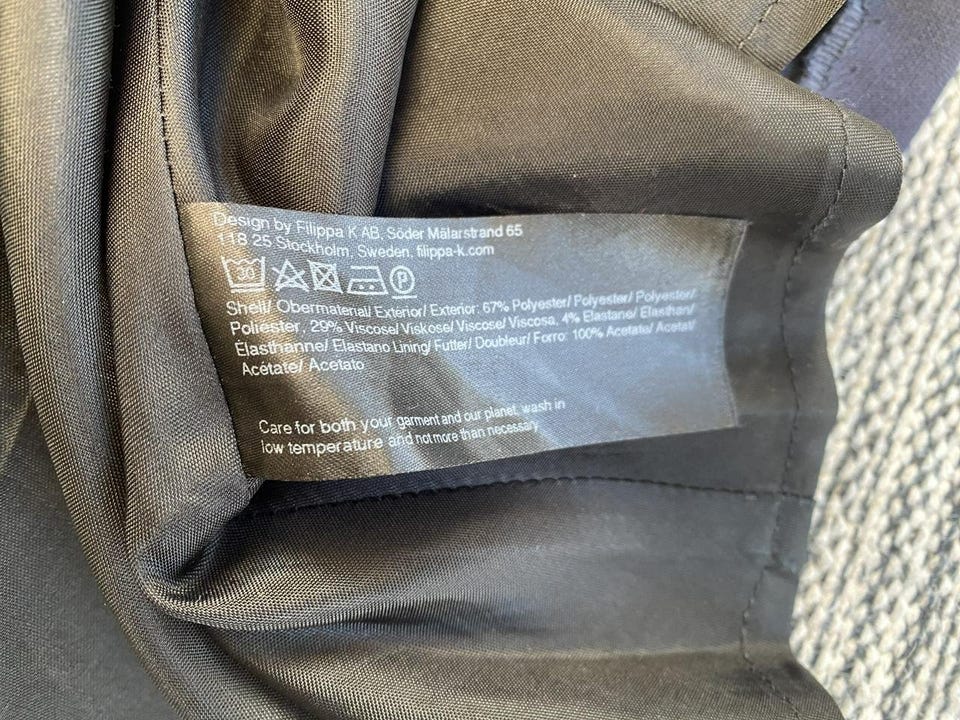 Design by Filippa K AB, Söder Mälarstrand 65
118 25 Stockholm, Sweden, filippa-k.com
30 P
Shell/ Obermaterial/ Exterior/ Exterior: 67% Polyester/ Polyester/ Polyester/
Poliéster, 29% Viscose/ Viskose/ Viscose/ Viscosa, 4% Elastane/ Elasthan/
Élasthanne/ Elastano Lining/ Futter/ Doubleur/ Forro: 100% Acetate/ Acetat/
Acétate/ Acetato
Care for both your garment and our planet, wash in
low temperature and not more than necessary